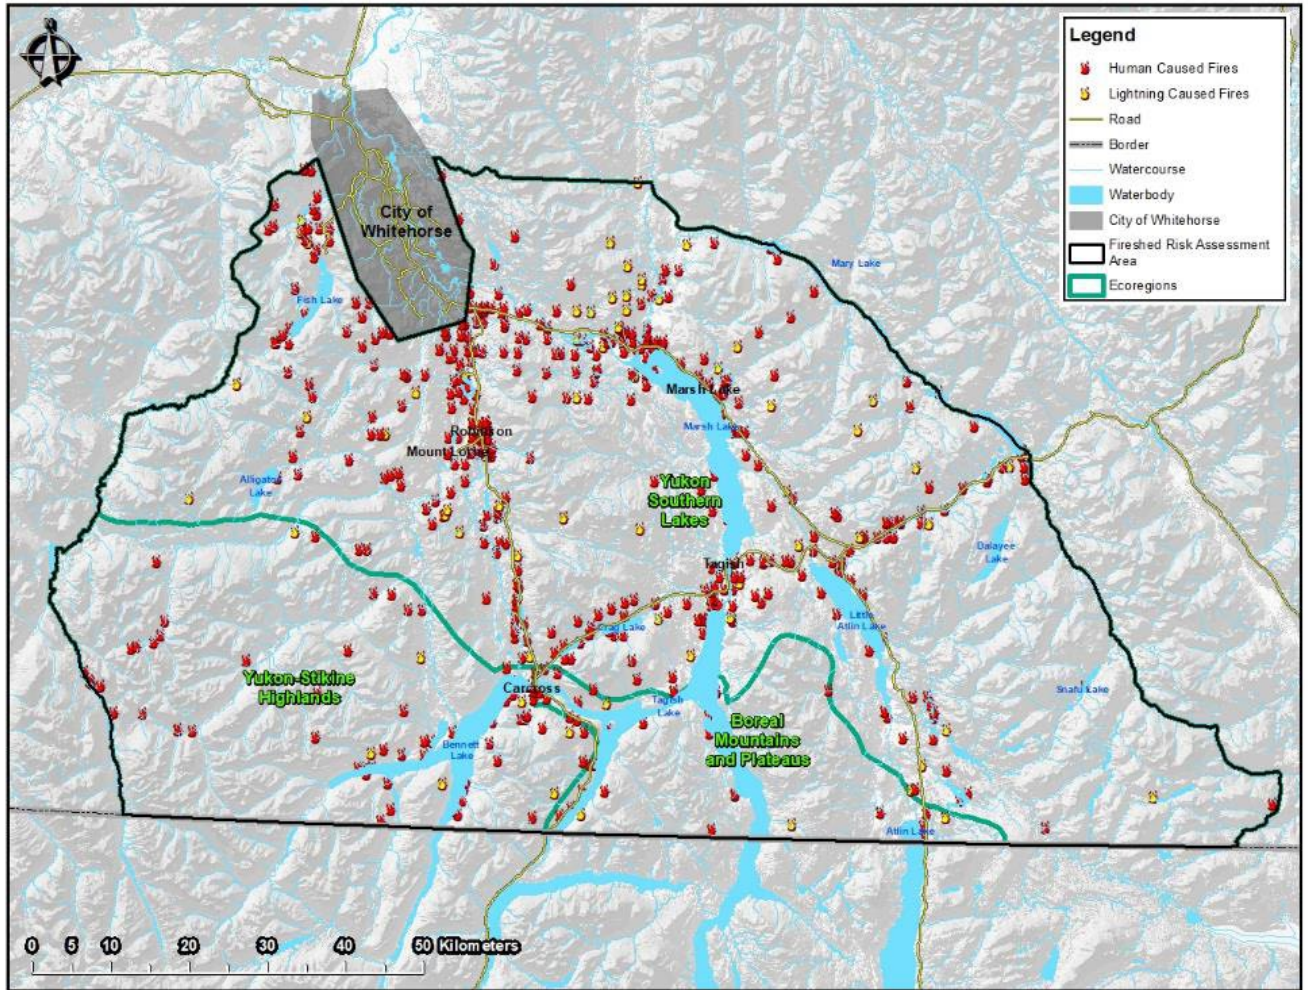 Legend
Human Caused Fires
Lightning Caused Fires
Road
Border
Watercourse
Waterbody
City of Whitehorse
Fireshed Risk Assessment
Area
Ecoregions
City of
Whitehorse
Mary Lake
Fish Lake
Marsh Lake
Marsh Lake
Robinson
Mount Lorne
Alligator
Lake
Yukon
Southern
Lakes
Dalayee
Lake
Tagish
Little
Atlin Lake
Crag Lake
Yukon-Stikine
Highlands
Carcross
Snafu Lake
Tagish
Lake
Boreal
Mountains
and Plateaus
Bennett
Lake
Atlin Lake
0 5 10 20 30 40 50 Kilometers